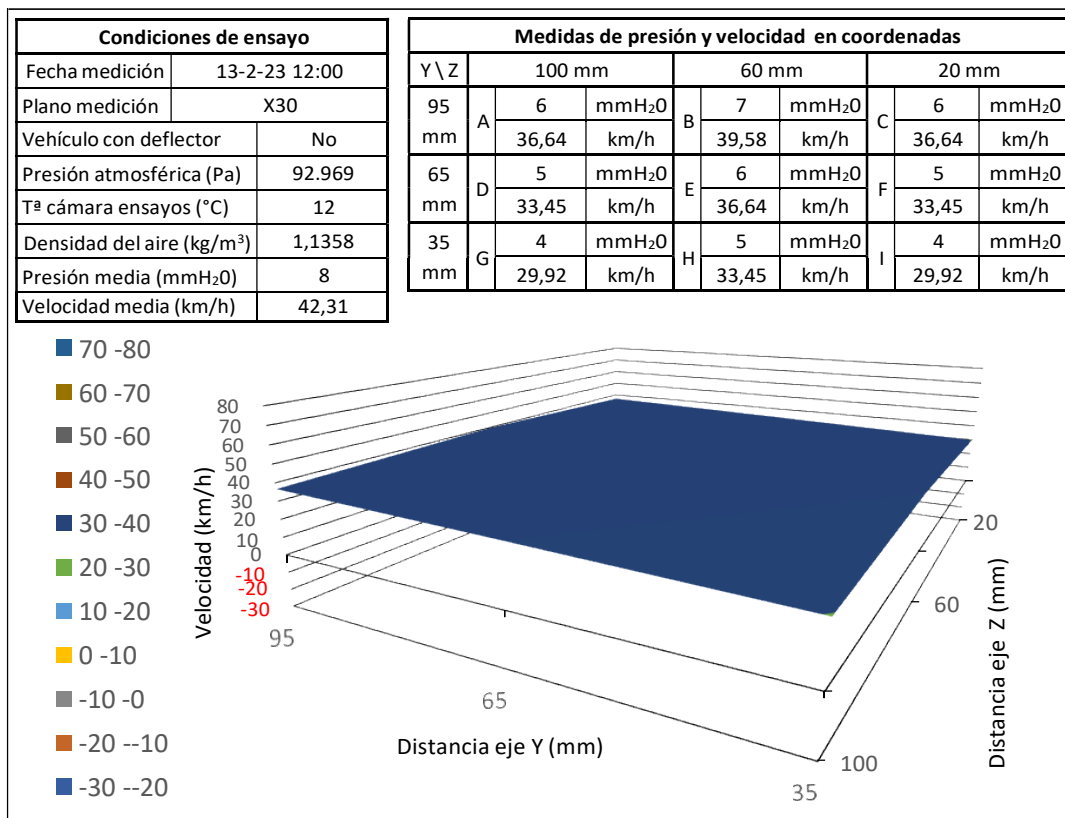 Condiciones de ensayo
Fecha medición 13-2-23 12:00
Plano medición X30
Vehículo con deflector No
Presión atmosférica (Pa) 92.969
Tª cámara ensayos (°C) 12
Densidad del aire (kg/m³) 1,1358
Presión media (mmH₂0) 8
Velocidad media (km/h) 42,31
Medidas de presión y velocidad en coordenadas
Y \ Z 100 mm 60 mm 20 mm
95 mm A 6 mmH₂0 B 7 mmH₂0 C 6 mmH₂0
36,64 km/h 39,58 km/h 36,64 km/h
65 mm D 5 mmH₂0 E 6 mmH₂0 F 5 mmH₂0
33,45 km/h 36,64 km/h 33,45 km/h
35 mm G 4 mmH₂0 H 5 mmH₂0 I 4 mmH₂0
29,92 km/h 33,45 km/h 29,92 km/h
70 -80
60 -70
50 -60
40 -50
30 -40
20 -30
10 -20
0 -10
-10 -0
-20 --10
-30 --20
Velocidad (km/h)
80
70
60
50
40
30
20
10
0
-10
-20
-30
95
65
35
Distancia eje Y (mm)
100
60
20
Distancia eje Z (mm)